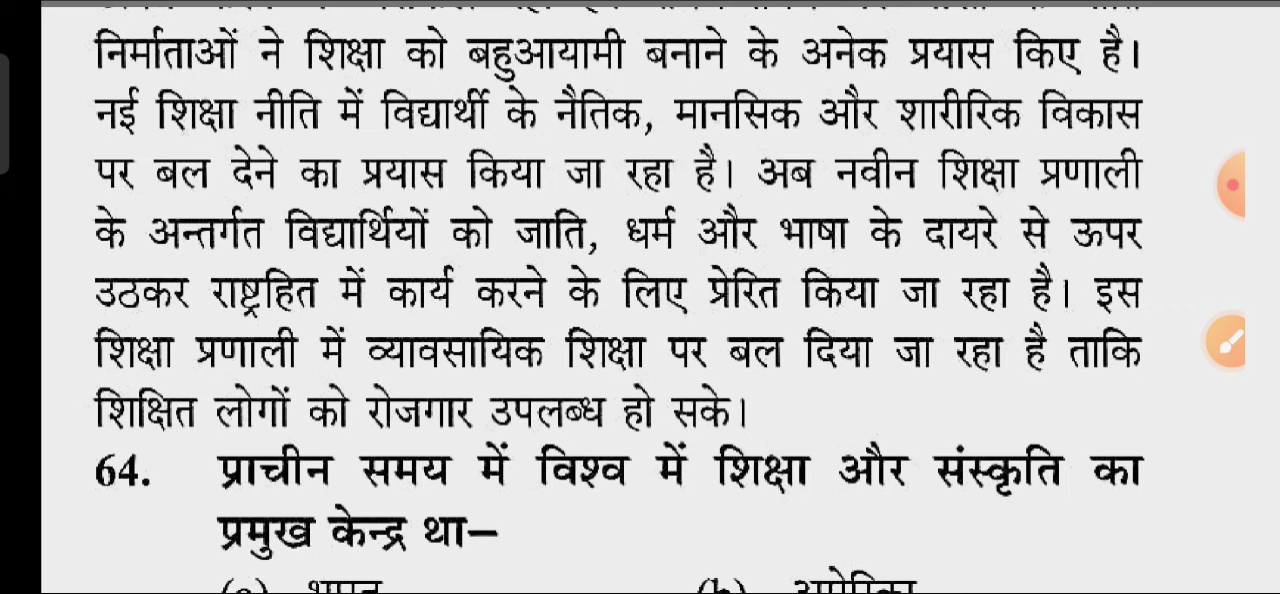 निर्माताओं ने शिक्षा को बहुआयामी बनाने के अनेक प्रयास किए है।
नई शिक्षा नीति में विद्यार्थी के नैतिक, मानसिक और शारीरिक विकास
पर बल देने का प्रयास किया जा रहा है। अब नवीन शिक्षा प्रणाली
के अन्तर्गत विद्यार्थियों को जाति, धर्म और भाषा के दायरे से ऊपर
उठकर राष्ट्रहित में कार्य करने के लिए प्रेरित किया जा रहा है। इस
शिक्षा प्रणाली में व्यावसायिक शिक्षा पर बल दिया जा रहा है ताकि
शिक्षित लोगों को रोजगार उपलब्ध हो सके।
64. प्राचीन समय में विश्व में शिक्षा और संस्कृति का
प्रमुख केन्द्र था–
(a) भारत (b) अमेरिका